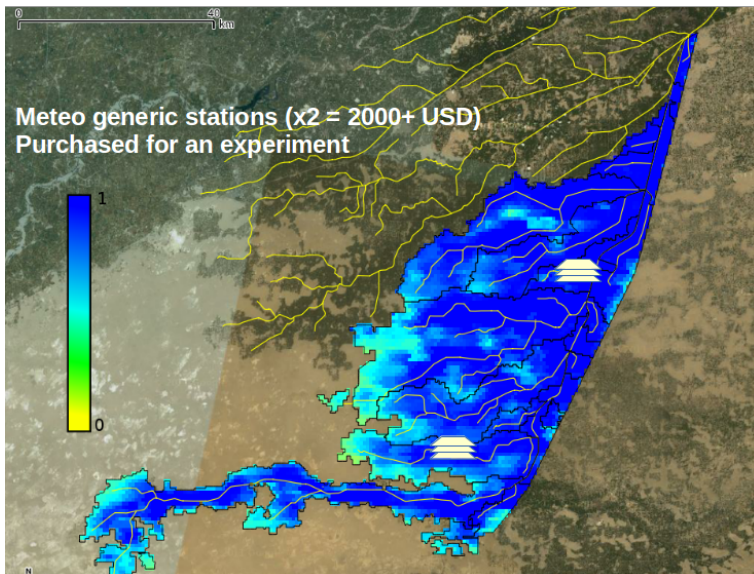 0 40
km
Meteo generic stations (x2 = 2000+ USD)
Purchased for an experiment
1
0
N